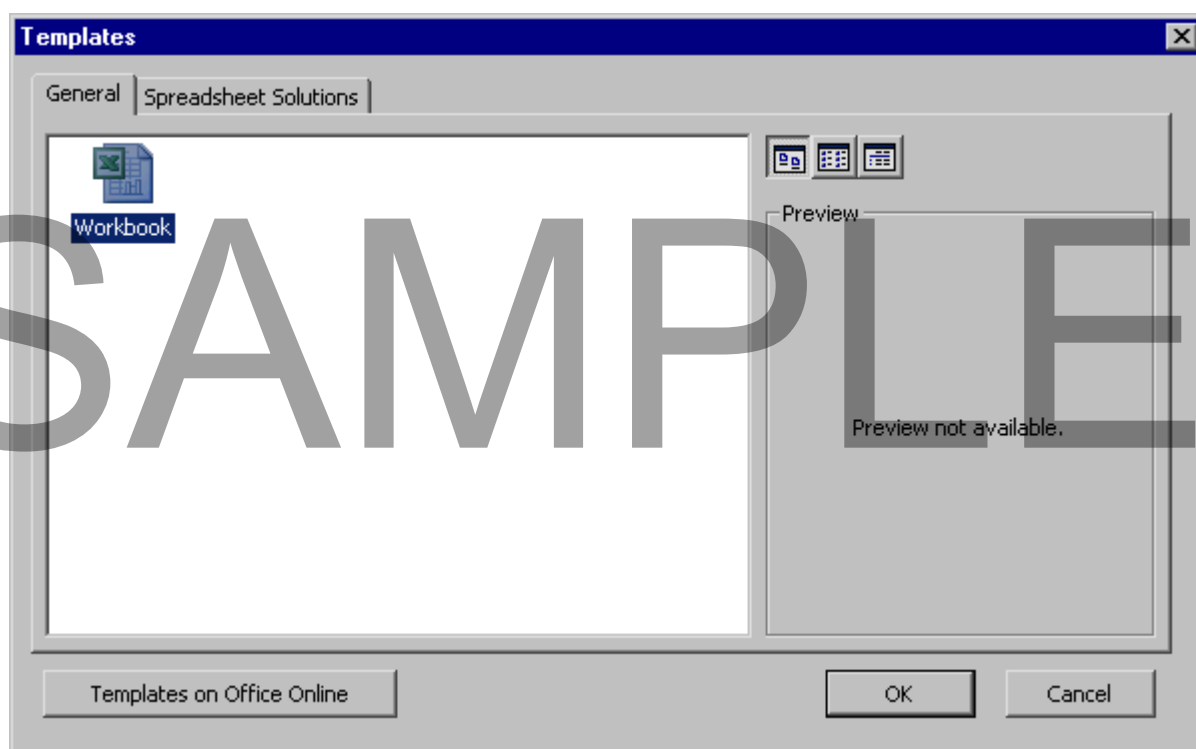 Templates
General
Spreadsheet Solutions
Workbook
Preview
SAMPLE
Preview not available.
Templates on Office Online
OK
Cancel